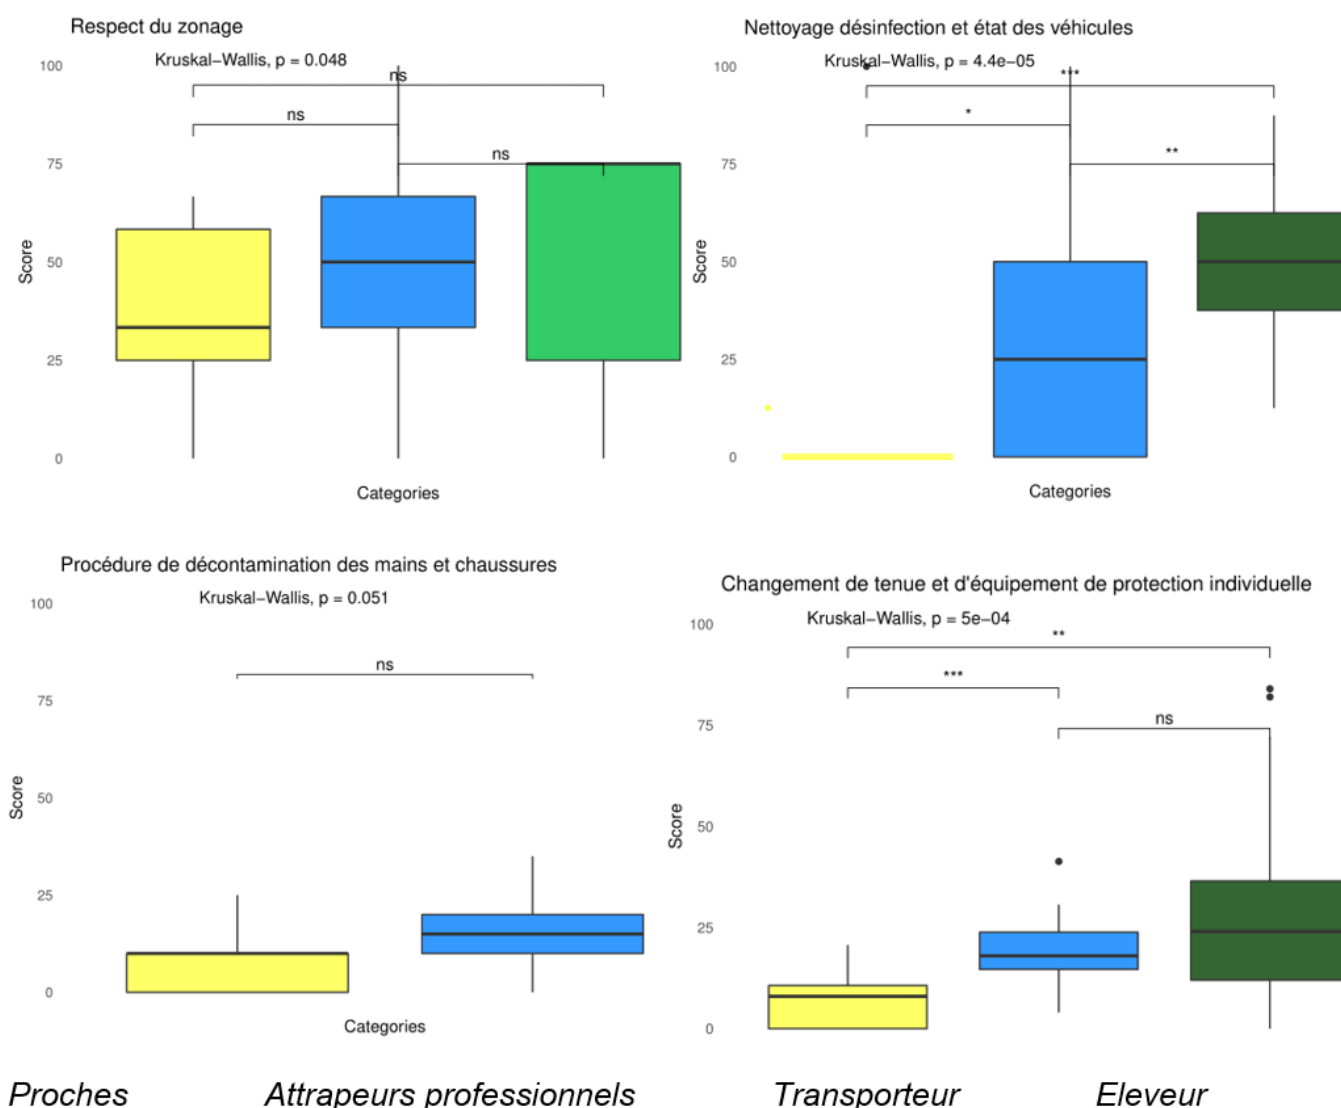 Respect du zonage
Kruskal–Wallis, p = 0.048
ns
ns
ns
100
75
50
25
0
Score
Categories
Nettoyage désinfection et état des véhicules
Kruskal–Wallis, p = 4.4e–05
***
*
**
100
75
50
25
0
Score
Categories
Procédure de décontamination des mains et chaussures
Kruskal–Wallis, p = 0.051
ns
100
75
50
25
0
Score
Categories
Changement de tenue et d'équipement de protection individuelle
Kruskal–Wallis, p = 5e–04
**
***
ns
100
75
50
25
0
Score
Proches Attrapeurs professionnels Transporteur Eleveur